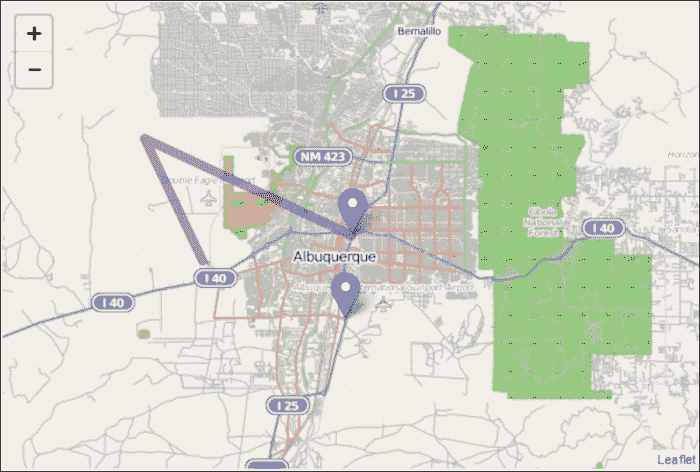 +
−
Bernalillo
I 25
NM 423
Horizon
Double Eagle II Airport
Cibola
National
Forest
I 40
Sandia
Albuquerque
I 40
Albuquerque International Sunport Airport
I 40
I 25
Leaflet